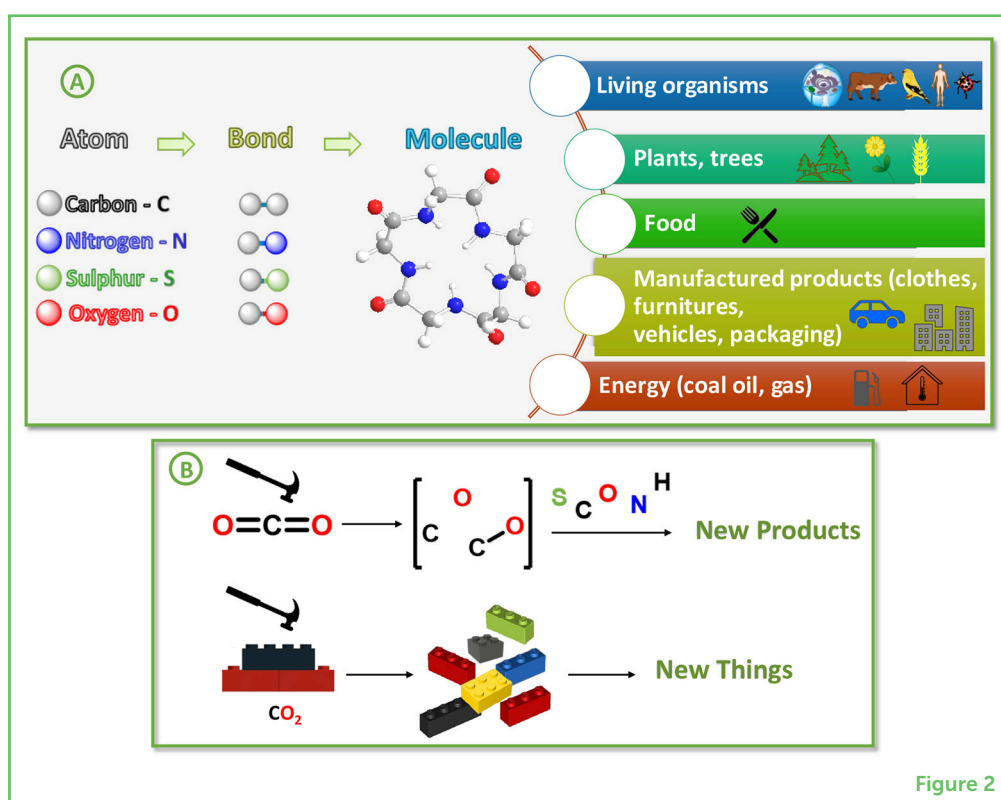 A
Atom
Bond
Molecule
Carbon - C
Nitrogen - N
Sulphur - S
Oxygen - O
Living organisms
Plants, trees
Food
Manufactured products (clothes,
furnitures,
vehicles, packaging)
Energy (coal oil, gas)
B
O=C=O
O
C
C-O
S C O N H
New Products
CO₂
New Things
Figure 2